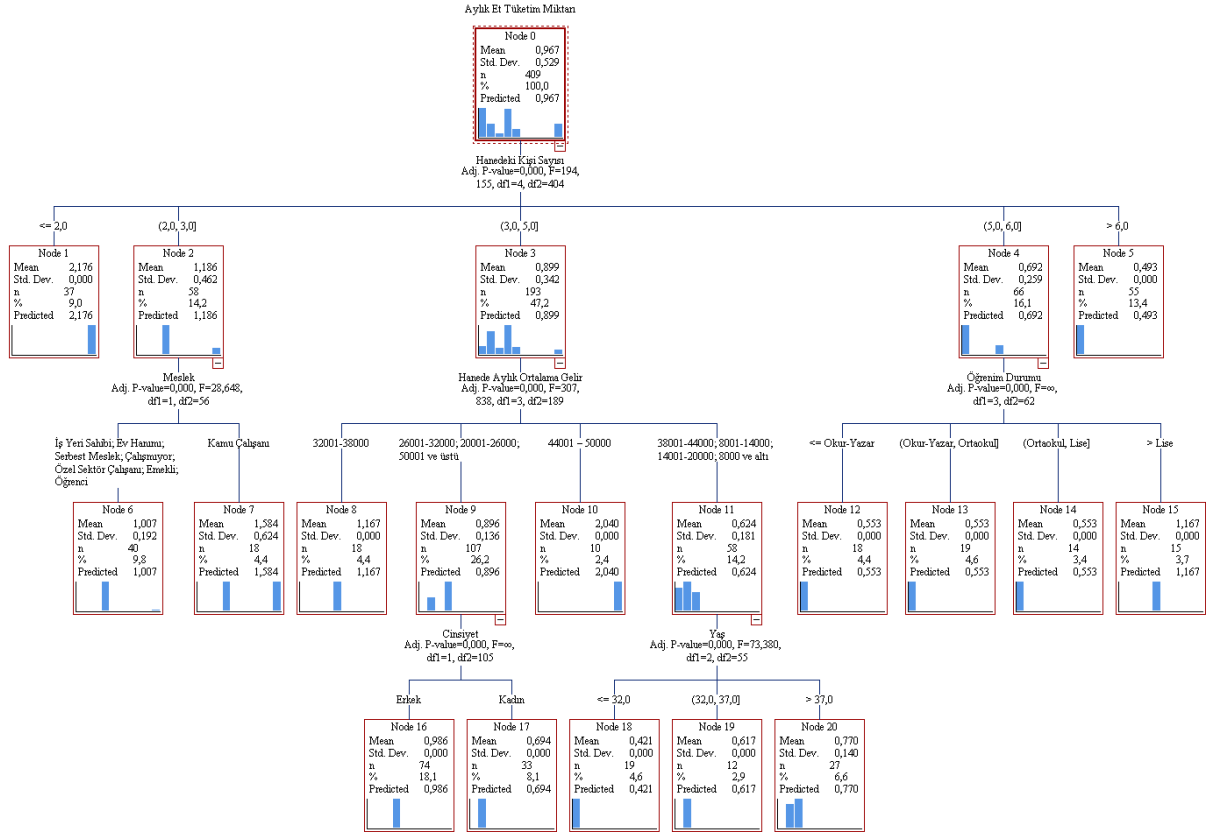 Aylık Et Tüketim Miktarı
Node 0
Mean 0,967
Std. Dev. 0,529
n 409
% 100,0
Predicted 0,967
Hanedeki Kişi Sayısı
Adj. P-value=0,000, F=194,
155, df1=4, df2=404
<= 2,0
(2,0, 3,0]
(3,0, 5,0]
(5,0, 6,0]
> 6,0
Node 1
Mean 2,176
Std. Dev. 0,000
n 37
% 9,0
Predicted 2,176
Node 2
Mean 1,186
Std. Dev. 0,462
n 58
% 14,2
Predicted 1,186
Node 3
Mean 0,899
Std. Dev. 0,342
n 193
% 47,2
Predicted 0,899
Node 4
Mean 0,692
Std. Dev. 0,259
n 66
% 16,1
Predicted 0,692
Node 5
Mean 0,493
Std. Dev. 0,000
n 55
% 13,4
Predicted 0,493
Meslek
Adj. P-value=0,000, F=28,648,
df1=1, df2=56
Hanede Aylık Ortalama Gelir
Adj. P-value=0,000, F=307,
838, df1=3, df2=189
Öğrenim Durumu
Adj. P-value=0,000, F=∞,
df1=3, df2=62
İş Yeri Sahibi; Ev Hanımı;
Serbest Meslek; Çalışmıyor;
Özel Sektör Çalışanı; Emekli;
Öğrenci
Kamu Çalışanı
32001-38000
26001-32000; 20001-26000;
50001 ve üstü
44001 – 50000
38001-44000; 8001-14000;
14001-20000; 8000 ve altı
<= Okur-Yazar
(Okur-Yazar, Ortaokul]
(Ortaokul, Lise]
> Lise
Node 6
Mean 1,007
Std. Dev. 0,192
n 40
% 9,8
Predicted 1,007
Node 7
Mean 1,584
Std. Dev. 0,624
n 18
% 4,4
Predicted 1,584
Node 8
Mean 1,167
Std. Dev. 0,000
n 18
% 4,4
Predicted 1,167
Node 9
Mean 0,896
Std. Dev. 0,136
n 107
% 26,2
Predicted 0,896
Node 10
Mean 2,040
Std. Dev. 0,000
n 10
% 2,4
Predicted 2,040
Node 11
Mean 0,624
Std. Dev. 0,181
n 58
% 14,2
Predicted 0,624
Node 12
Mean 0,553
Std. Dev. 0,000
n 18
% 4,4
Predicted 0,553
Node 13
Mean 0,553
Std. Dev. 0,000
n 19
% 4,6
Predicted 0,553
Node 14
Mean 0,553
Std. Dev. 0,000
n 14
% 3,4
Predicted 0,553
Node 15
Mean 1,167
Std. Dev. 0,000
n 15
% 3,7
Predicted 1,167
Cinsiyet
Adj. P-value=0,000, F=∞,
df1=1, df2=105
Yaş
Adj. P-value=0,000, F=73,380,
df1=2, df2=55
Erkek
Kadın
<= 32,0
(32,0, 37,0]
> 37,0
Node 16
Mean 0,986
Std. Dev. 0,000
n 74
% 18,1
Predicted 0,986
Node 17
Mean 0,694
Std. Dev. 0,000
n 33
% 8,1
Predicted 0,694
Node 18
Mean 0,421
Std. Dev. 0,000
n 19
% 4,6
Predicted 0,421
Node 19
Mean 0,617
Std. Dev. 0,000
n 12
% 2,9
Predicted 0,617
Node 20
Mean 0,770
Std. Dev. 0,140
n 27
% 6,6
Predicted 0,770